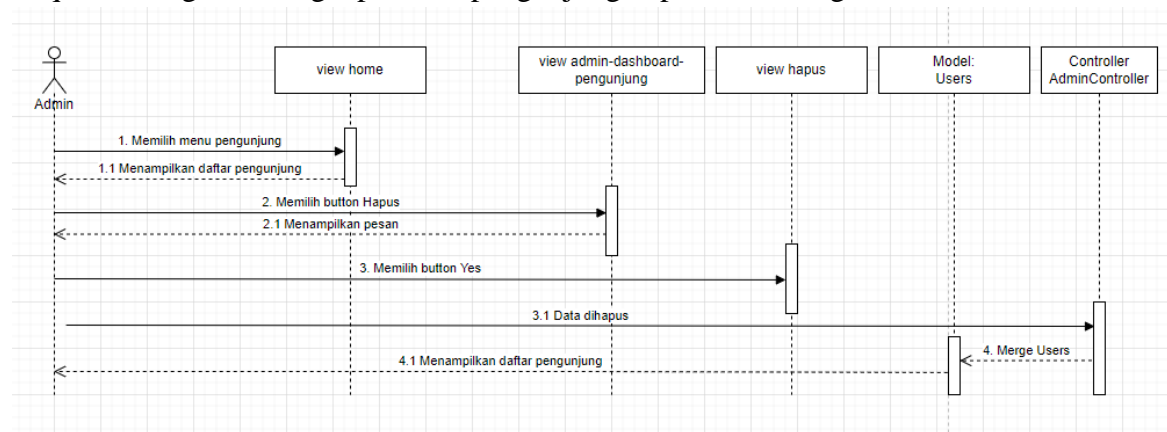 view home
view admin-dashboard-
pengunjung
view hapus
Model:
Users
Controller
AdminController
Admin
1. Memilih menu pengunjung
1.1 Menampilkan daftar pengunjung
2. Memilih button Hapus
2.1 Menampilkan pesan
3. Memilih button Yes
3.1 Data dihapus
4. Merge Users
4.1 Menampilkan daftar pengunjung